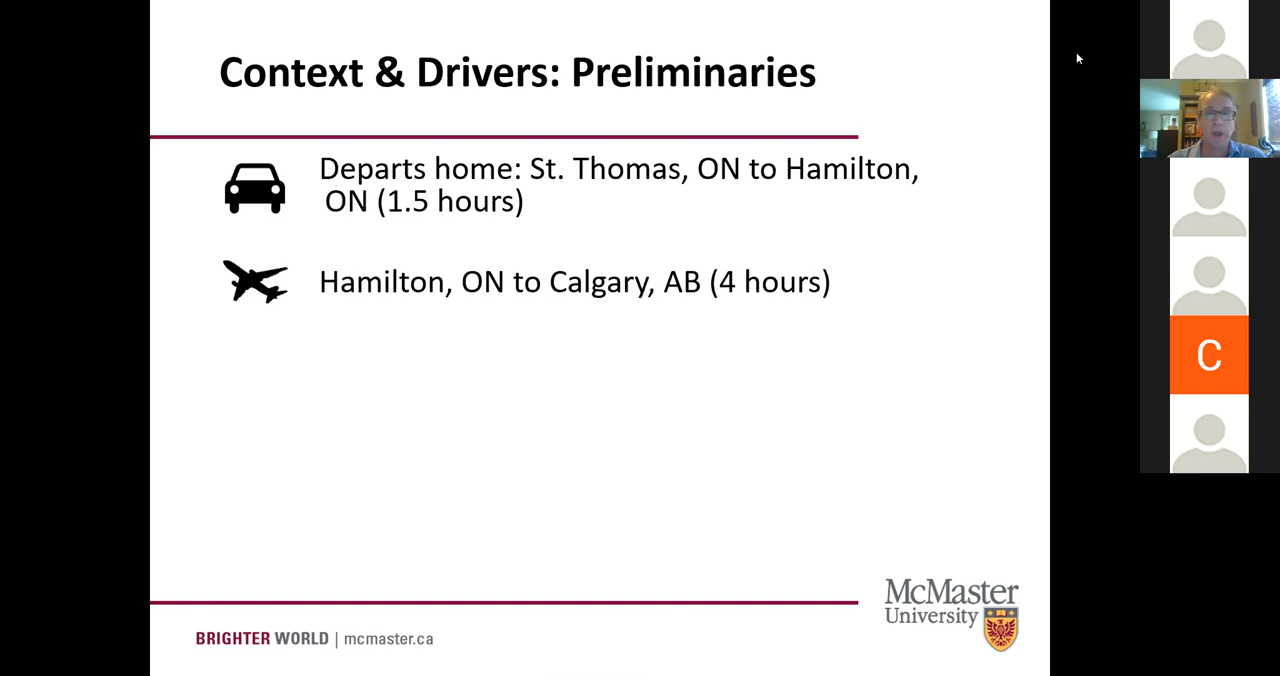 Context & Drivers: Preliminaries
Departs home: St. Thomas, ON to Hamilton,
ON (1.5 hours)
Hamilton, ON to Calgary, AB (4 hours)
C
McMaster
University
BRIGHTER WORLD | mcmaster.ca